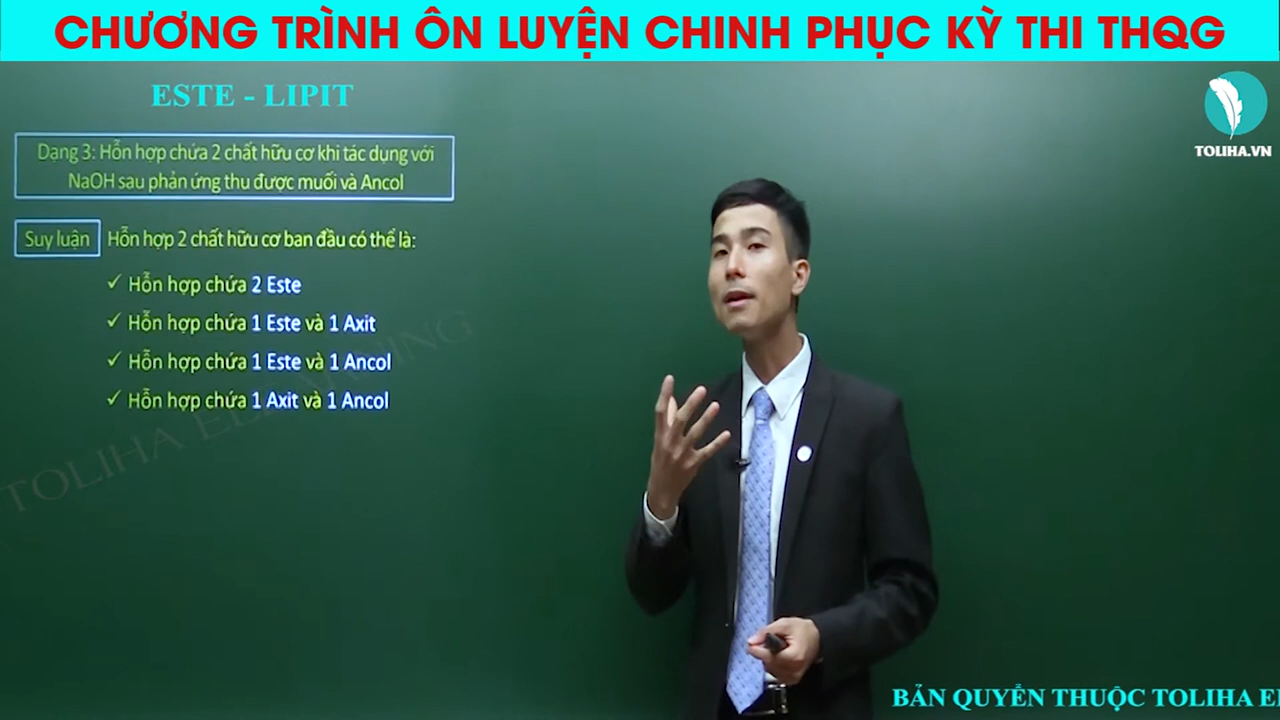 CHƯƠNG TRÌNH ÔN LUYỆN CHINH PHỤC KỲ THI THQG
ESTE - LIPIT
TOLIHA.VN
Dạng 3: Hỗn hợp chứa 2 chất hữu cơ khi tác dụng với
NaOH sau phản ứng thu được muối và Ancol
Suy luận Hỗn hợp 2 chất hữu cơ ban đầu có thể là:
✓ Hỗn hợp chứa 2 Este
✓ Hỗn hợp chứa 1 Este và 1 Axit
✓ Hỗn hợp chứa 1 Este và 1 Ancol
✓ Hỗn hợp chứa 1 Axit và 1 Ancol
TOLIHA
BẢN QUYỀN THUỘC TOLIHA